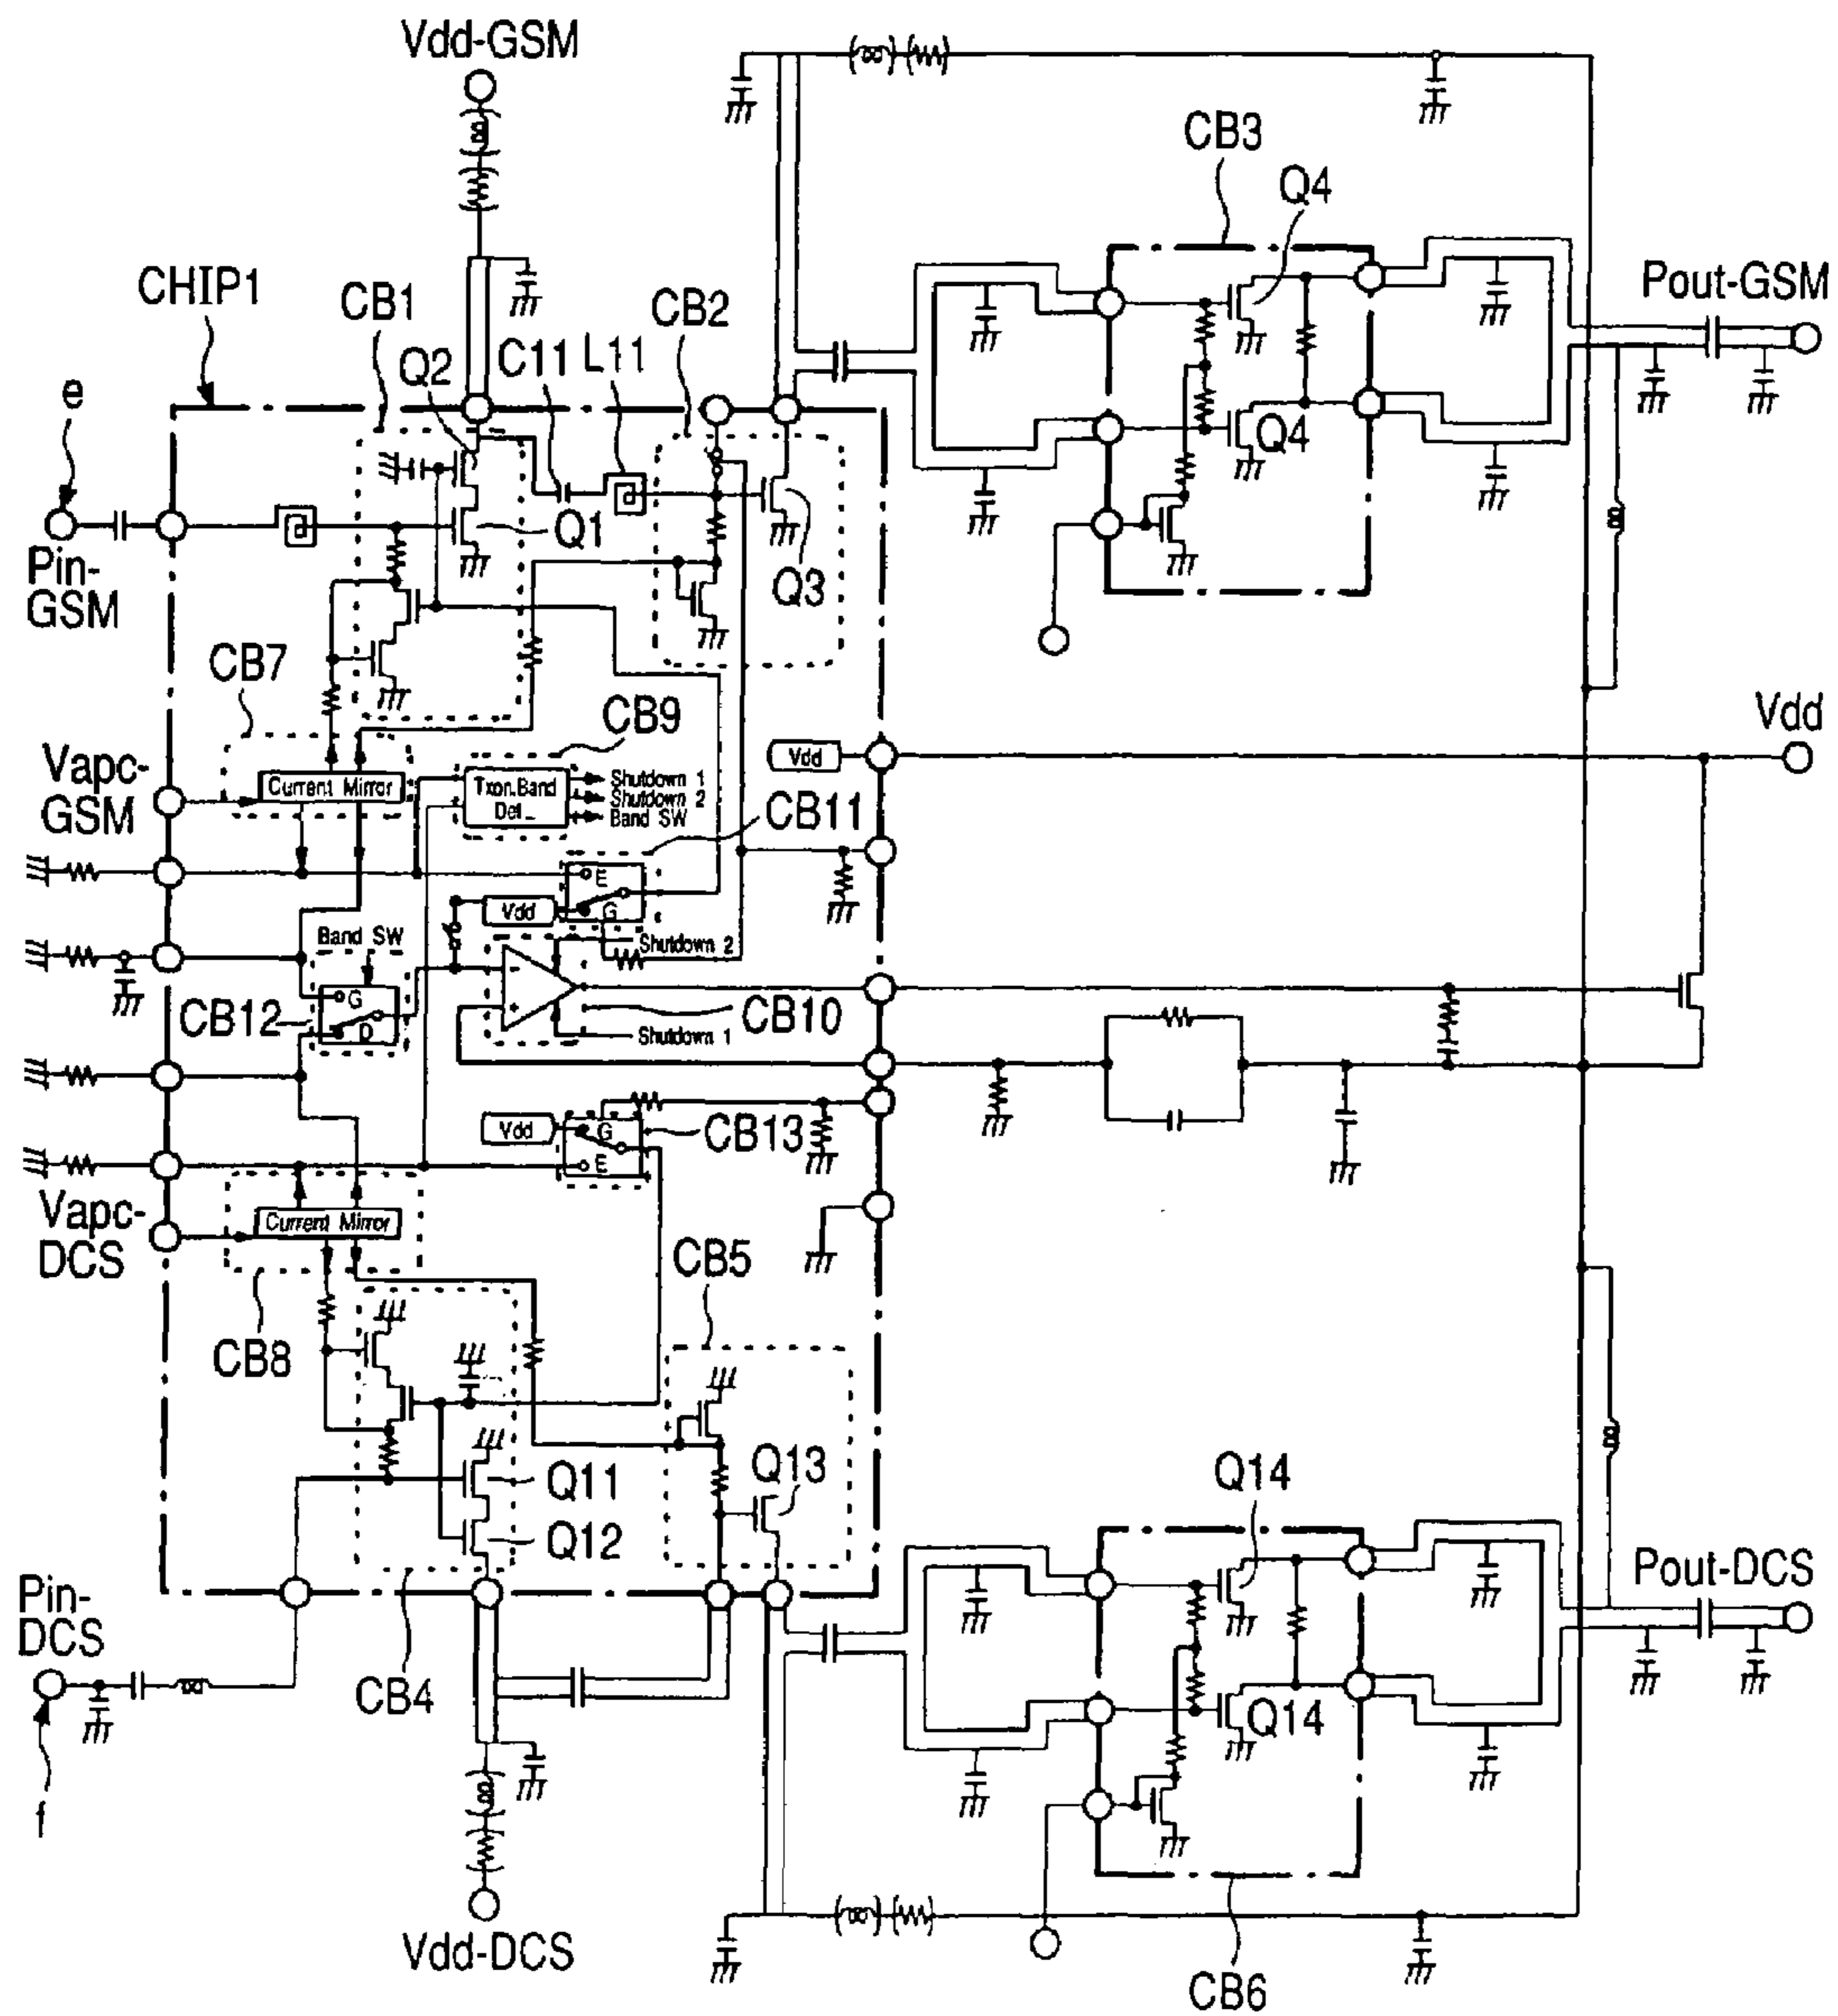 Vdd-GSM
CB3
Q4
CHIP1
CB1
CB2
Pout-GSM
Q2
C11
L11
e
Q4
Q1
Pin-
GSM
Q3
CB7
CB9
Vdd
Vapc-
GSM
Current Mirror
Txon.Band
Det_
Shutdown 1
Shutdown 2
Band SW
Vdd
CB11
E
Vdd
G
Band SW
Shutdown 2
G
CB12
D
CB10
Shutdown 1
Vdd
G
CB13
E
Vapc-
DCS
Current Mirror
CB5
CB8
Q11
Q13
Q14
Q12
Pin-
DCS
Pout-DCS
CB4
Q14
f
Vdd-DCS
CB6